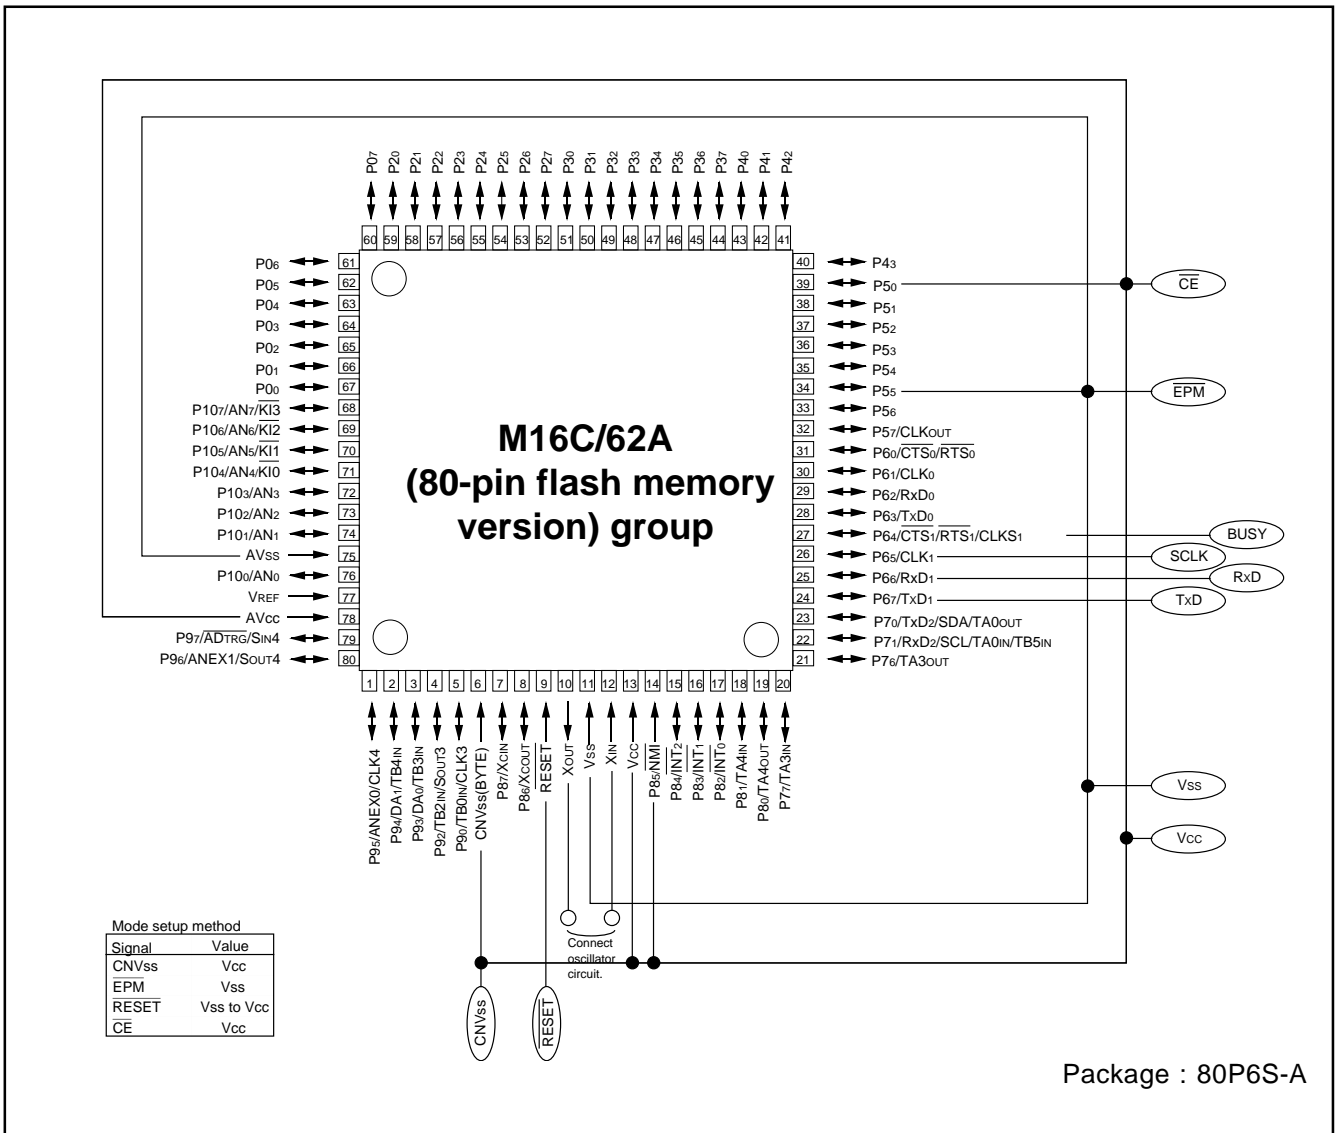 P07 P20 P21 P22 P23 P24 P25 P26 P27 P30 P31 P32 P33 P34 P35 P36 P37 P40 P41 P42
60 59 58 57 56 55 54 53 52 51 50 49 48 47 46 45 44 43 42 41
P06 61
P05 62
P04 63
P03 64
P02 65
P01 66
P00 67
P107/AN7/KI3 68
P106/AN6/KI2 69
P105/AN5/KI1 70
P104/AN4/KI0 71
P103/AN3 72
P102/AN2 73
P101/AN1 74
AVss 75
P100/AN0 76
VREF 77
AVcc 78
P97/ADTRG/SIN4 79
P96/ANEX1/SOUT4 80
M16C/62A
(80-pin flash memory
version) group
40 P43
39 P50 CE
38 P51
37 P52
36 P53
35 P54
34 P55 EPM
33 P56
32 P57/CLKOUT
31 P60/CTS0/RTS0
30 P61/CLK0
29 P62/RxD0
28 P63/TxD0
27 P64/CTS1/RTS1/CLKS1 BUSY
26 P65/CLK1 SCLK
25 P66/RxD1 RxD
24 P67/TxD1 TxD
23 P70/TxD2/SDA/TA0OUT
22 P71/RxD2/SCL/TA0IN/TB5IN
21 P76/TA3OUT
1 2 3 4 5 6 7 8 9 10 11 12 13 14 15 16 17 18 19 20
P95/ANEX0/CLK4
P94/DA1/TB4IN
P93/DA0/TB3IN
P92/TB2IN/SOUT3
P90/TB0IN/CLK3
CNVss(BYTE)
P87/XCIN
P86/XCOUT
RESET
XOUT
Vss
XIN
Vcc
P85/NMI
P84/INT2
P83/INT1
P82/INT0
P81/TA4IN
P80/TA4OUT
P77/TA3IN
Vss
Vcc
Connect
oscillator
circuit.
CNVss
RESET
Mode setup method
Signal Value
CNVss Vcc
EPM Vss
RESET Vss to Vcc
CE Vcc
Package : 80P6S-A